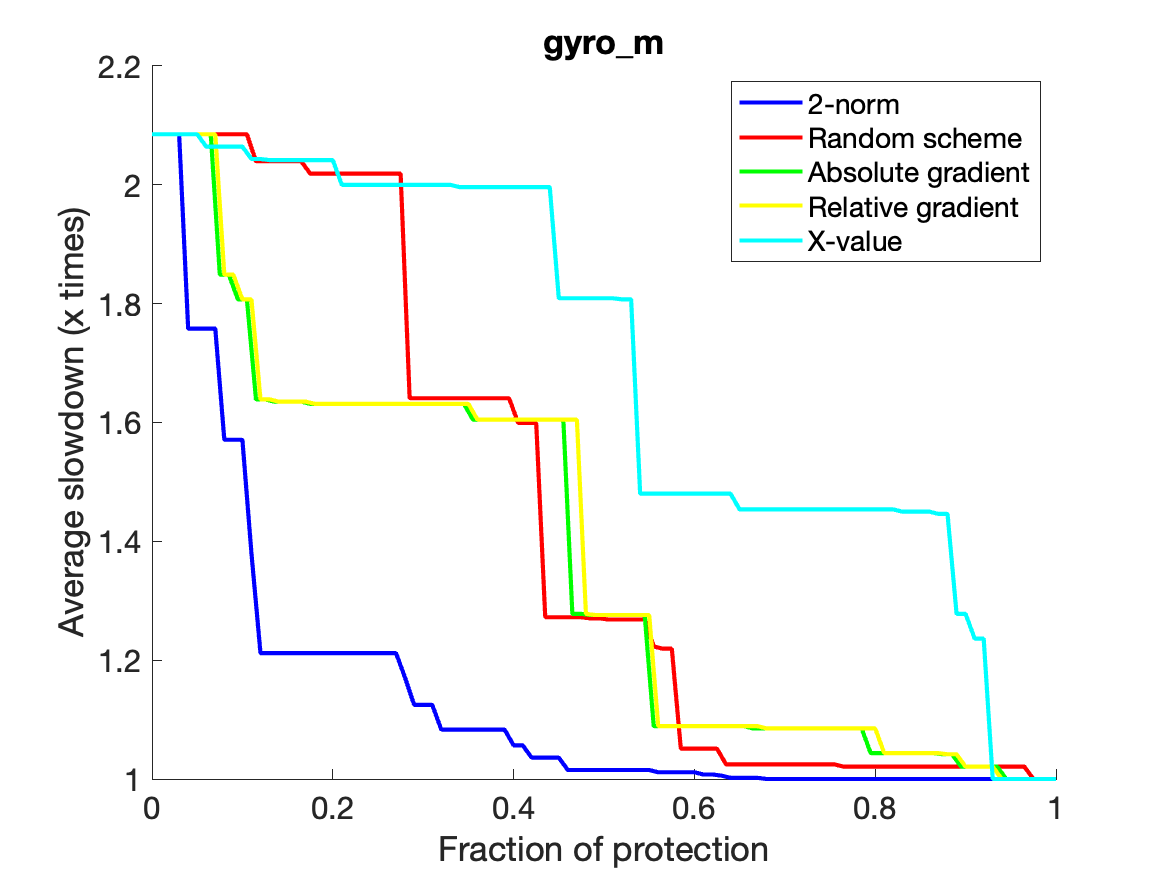 gyro_m
2.2
2
1.8
1.6
1.4
1.2
1
Average slowdown (x times)
2-norm
Random scheme
Absolute gradient
Relative gradient
X-value
0 0.2 0.4 0.6 0.8 1
Fraction of protection